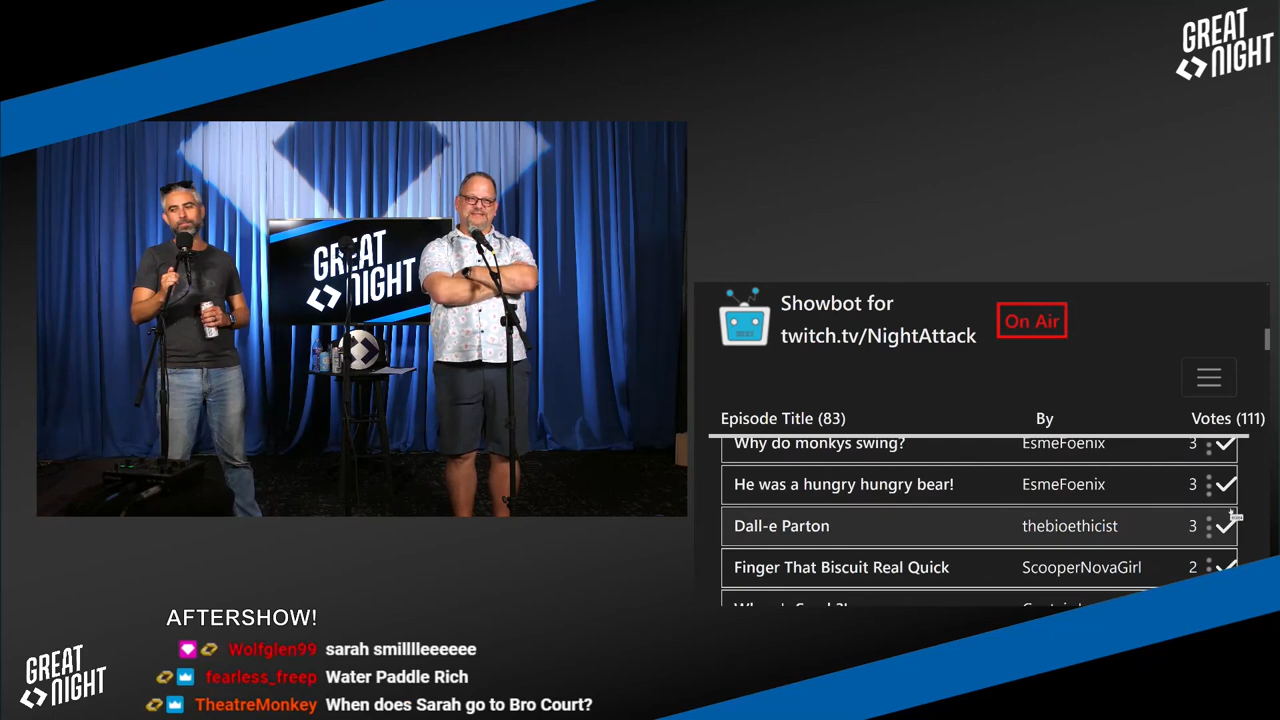 GREAT
NIGHT
GREAT
NIGHT
Showbot for
twitch.tv/NightAttack
On Air
Episode Title (83) By Votes (111)
Why do monkys swing? EsmeFoenix 3
He was a hungry hungry bear! EsmeFoenix 3
Dall-e Parton thebioethicist 3
Finger That Biscuit Real Quick ScooperNovaGirl 2
AFTERSHOW!
Wolfglen99 sarah smilllleeeeee
fearless_freep Water Paddle Rich
TheatreMonkey When does Sarah go to Bro Court?
GREAT
NIGHT